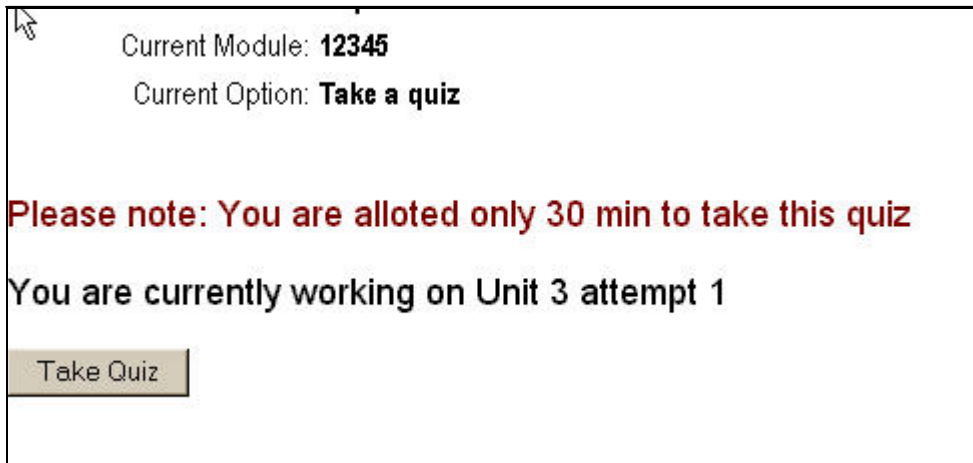 Current Module: 12345
Current Option: Take a quiz
Please note: You are alloted only 30 min to take this quiz
You are currently working on Unit 3 attempt 1
Take Quiz